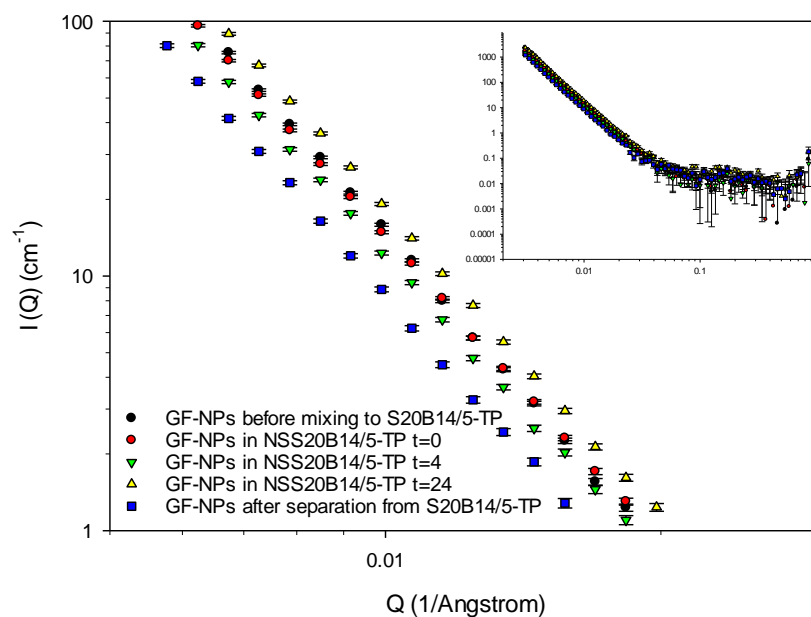 100
10
1
I (Q) (cm⁻¹)
1000
100
10
1
0.1
0.01
0.001
0.0001
0.00001
0.01
0.1
GF-NPs before mixing to S20B14/5-TP
GF-NPs in NSS20B14/5-TP t=0
GF-NPs in NSS20B14/5-TP t=4
GF-NPs in NSS20B14/5-TP t=24
GF-NPs after separation from S20B14/5-TP
0.01
Q (1/Angstrom)